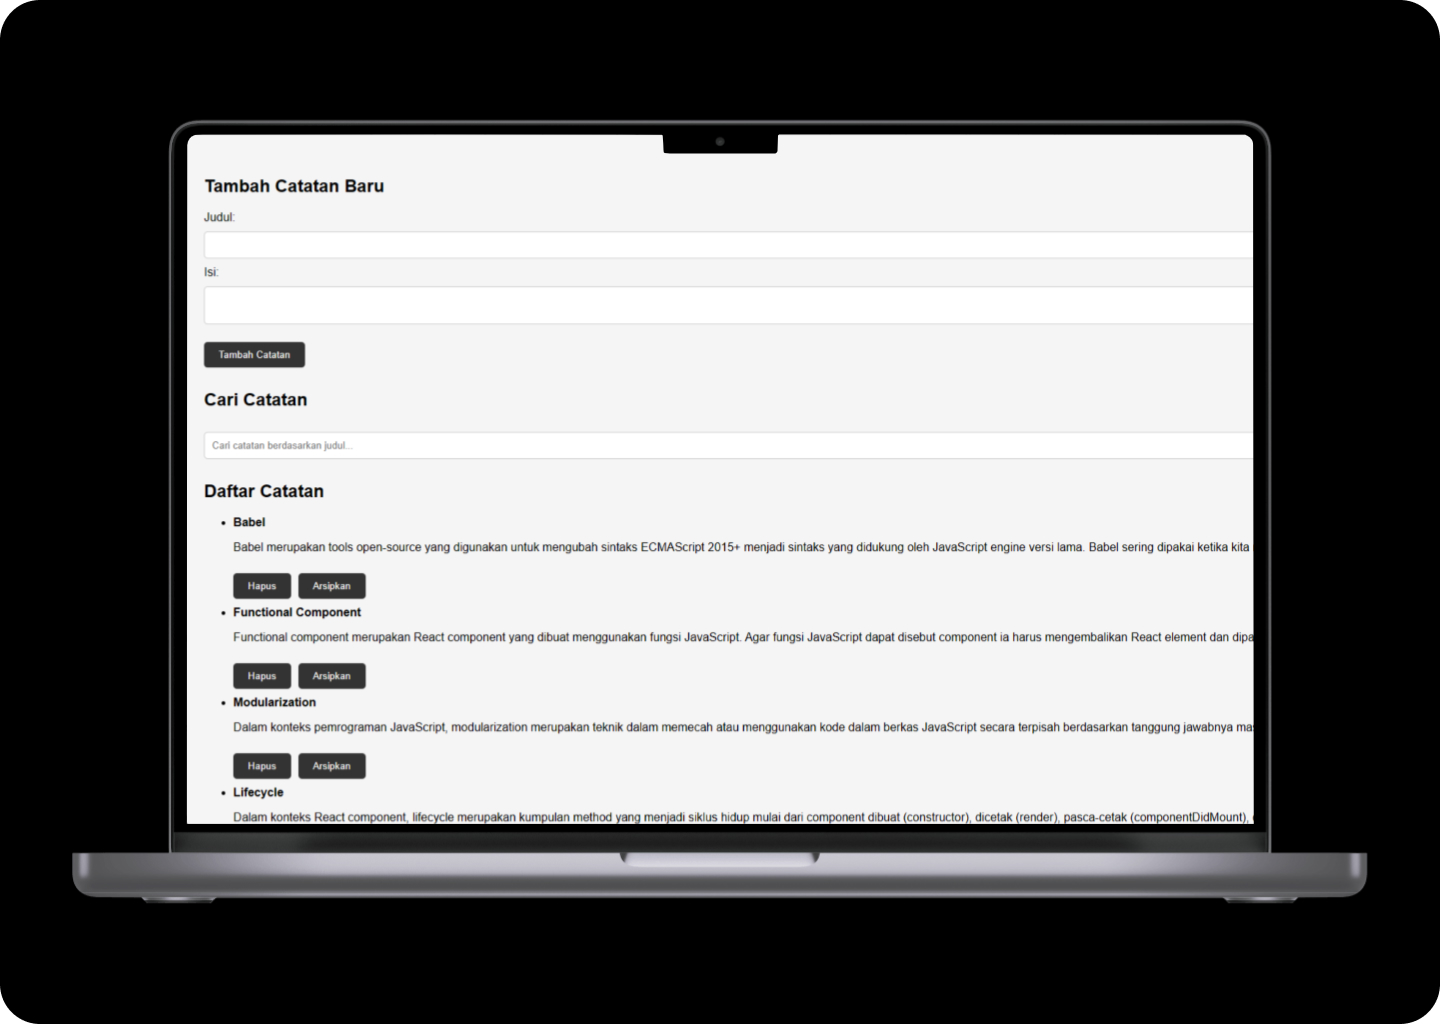 Tambah Catatan Baru
Judul:
Isi:
Tambah Catatan
Cari Catatan
Cari catatan berdasarkan judul...
Daftar Catatan
Babel
Babel merupakan tools open-source yang digunakan untuk mengubah sintaks ECMAScript 2015+ menjadi sintaks yang didukung oleh JavaScript engine versi lama. Babel sering dipakai ketika kita
Hapus Arsipkan
Functional Component
Functional component merupakan React component yang dibuat menggunakan fungsi JavaScript. Agar fungsi JavaScript dapat disebut component ia harus mengembalikan React element dan dipa
Hapus Arsipkan
Modularization
Dalam konteks pemrograman JavaScript, modularization merupakan teknik dalam memecah atau menggunakan kode dalam berkas JavaScript secara terpisah berdasarkan tanggung jawabnya mas
Hapus Arsipkan
Lifecycle
Dalam konteks React component, lifecycle merupakan kumpulan method yang menjadi siklus hidup mulai dari component dibuat (constructor), dicetak (render), pasca-cetak (componentDidMount),